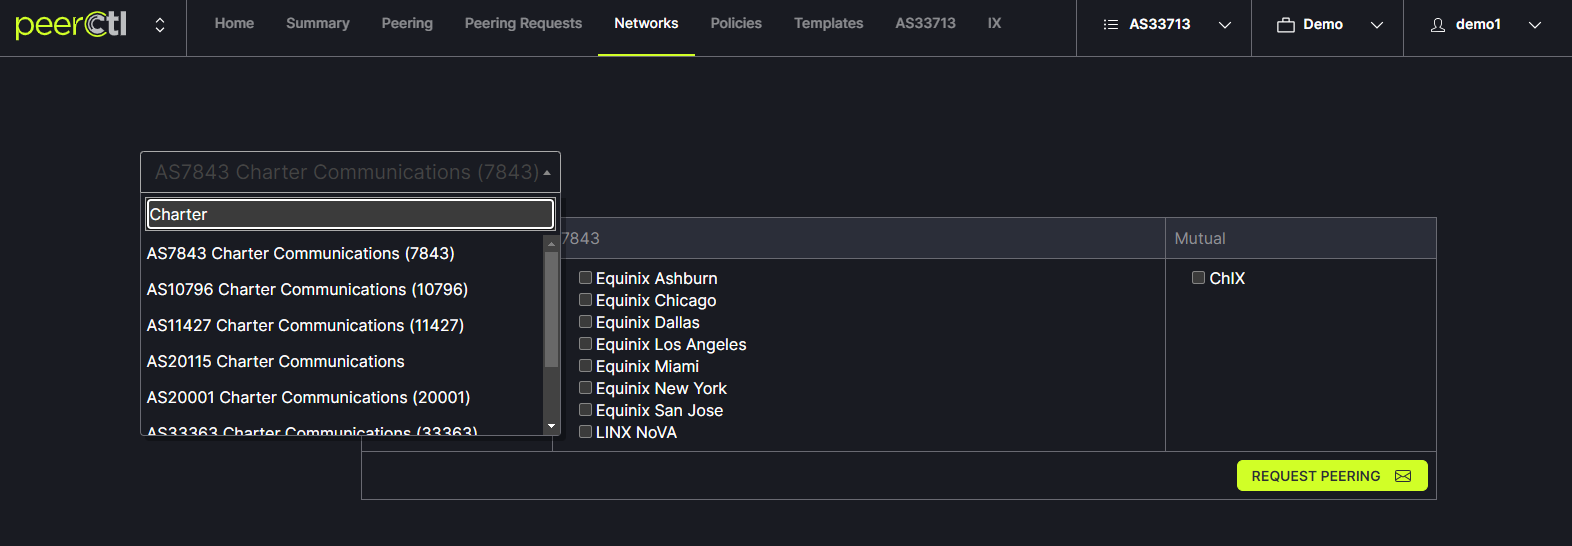 peerctl
Home Summary Peering Peering Requests Networks Policies Templates AS33713 IX AS33713 Demo demo1
AS7843 Charter Communications (7843)
Charter
AS7843 Charter Communications (7843)
AS10796 Charter Communications (10796)
AS11427 Charter Communications (11427)
AS20115 Charter Communications
AS20001 Charter Communications (20001)
AS33363 Charter Communications (33363)
7843
Equinix Ashburn
Equinix Chicago
Equinix Dallas
Equinix Los Angeles
Equinix Miami
Equinix New York
Equinix San Jose
LINX NoVA
Mutual
ChIX
REQUEST PEERING